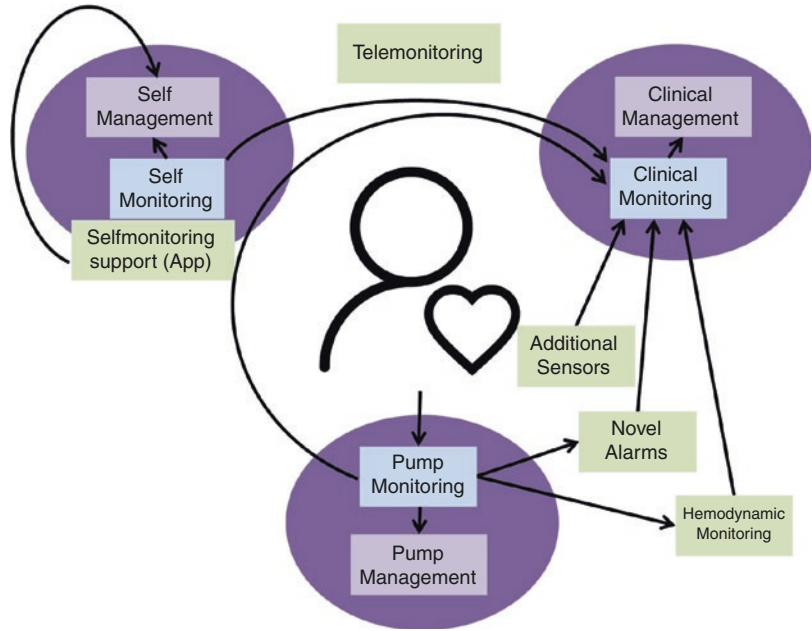 Telemonitoring
Self
Management
Self
Monitoring
Selfmonitoring
support (App)
Clinical
Management
Clinical
Monitoring
Additional
Sensors
Novel
Alarms
Hemodynamic
Monitoring
Pump
Monitoring
Pump
Management